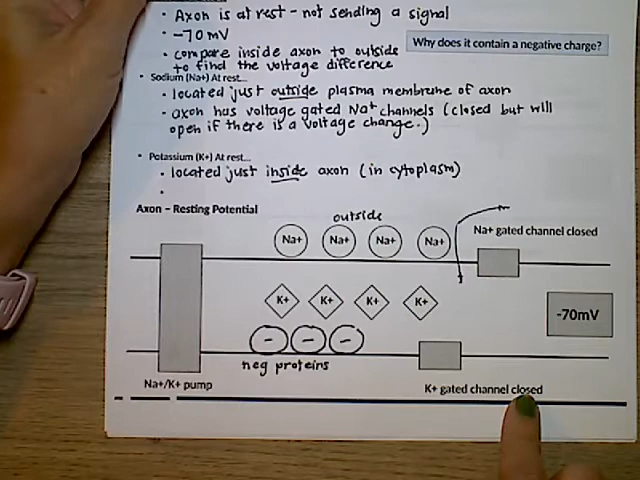 • Axon is at rest - not sending a signal
• -70 mV
• compare inside axon to outside
to find the voltage difference
Why does it contain a negative charge?
• Sodium (Na+) At rest...
• located just outside plasma membrane of axon
• axon has voltage gated Na+ channels (closed but will
open if there is a voltage change.)
• Potassium (K+) At rest...
• located just inside axon (in cytoplasm)
•
Axon – Resting Potential
outside
Na+ gated channel closed
Na+ Na+ Na+ Na+
K+ K+ K+ K+
-70mV
- - -
neg proteins
Na+/K+ pump
K+ gated channel closed